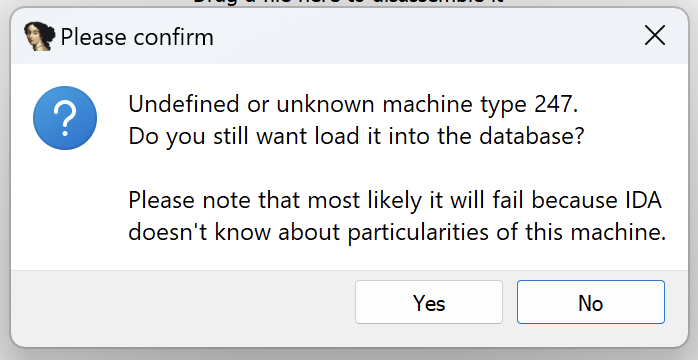 Drag a file here to disassemble it
Please confirm
Undefined or unknown machine type 247.
Do you still want load it into the database?
Please note that most likely it will fail because IDA
doesn't know about particularities of this machine.
Yes
No